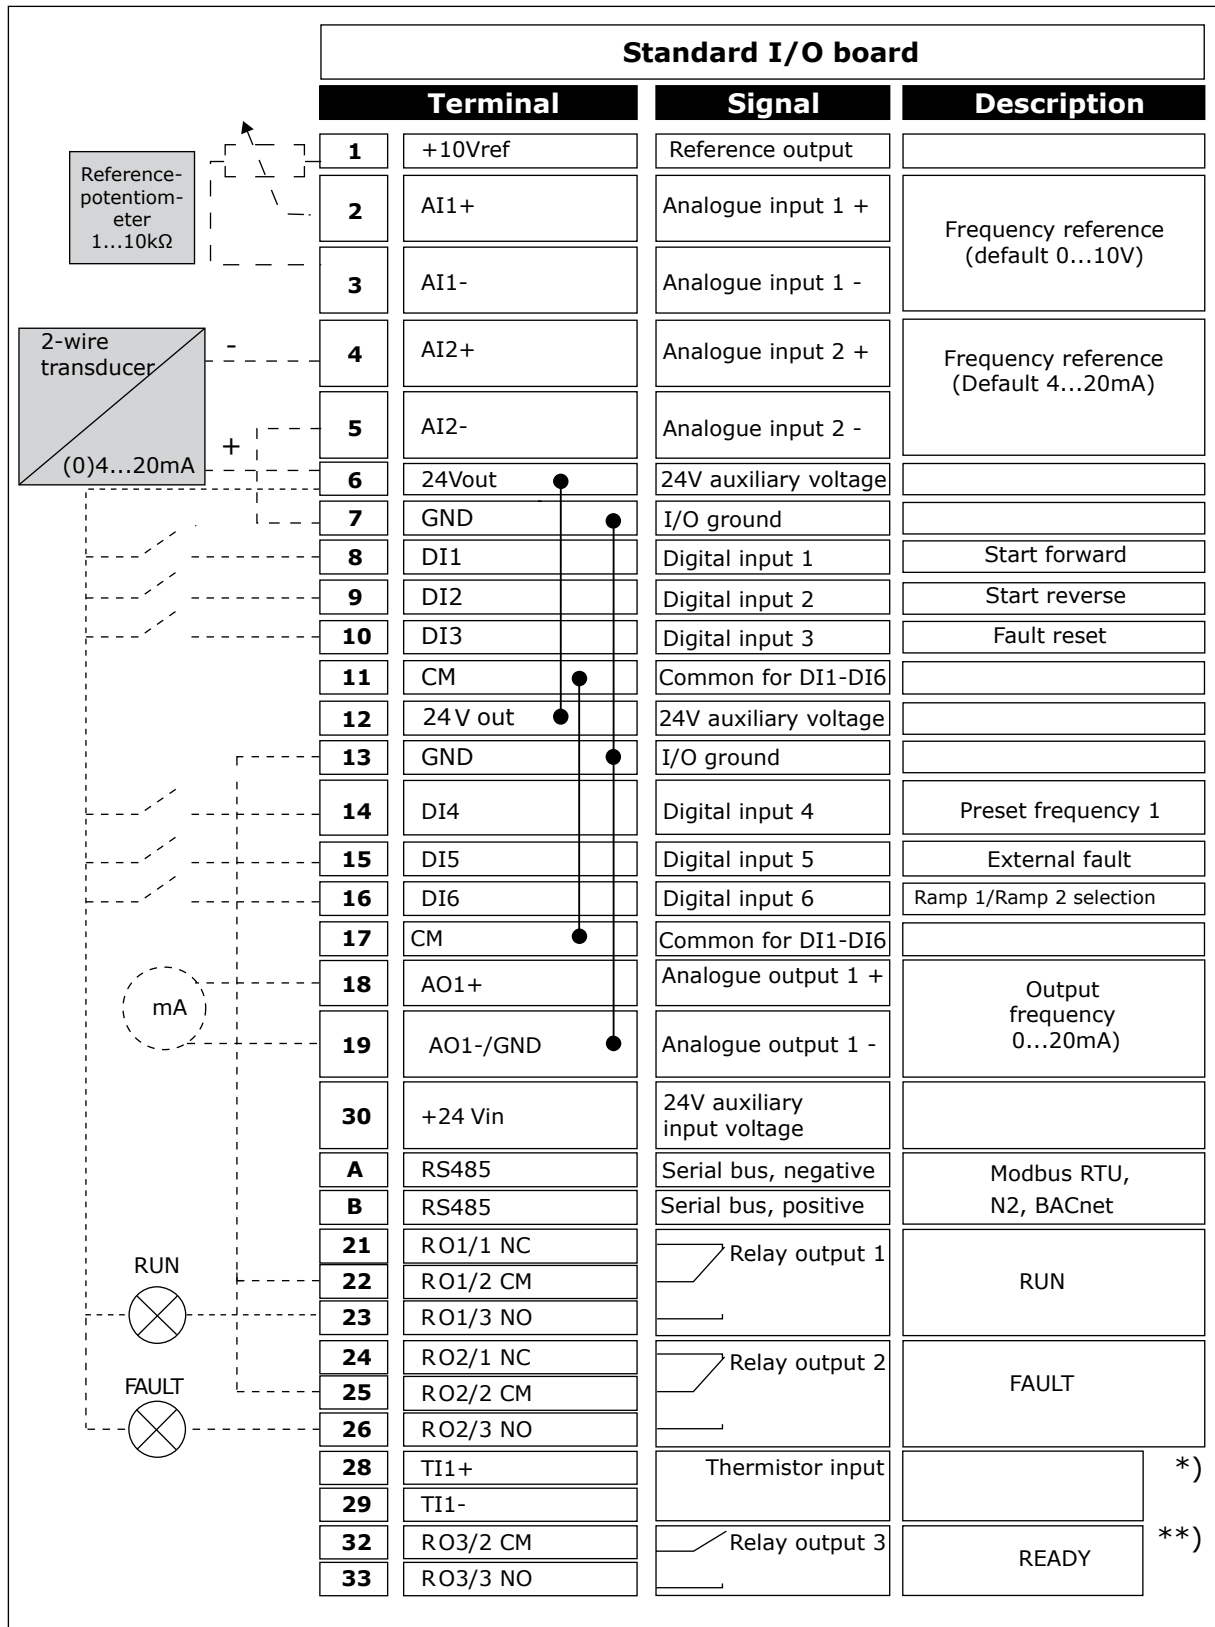 Standard I/O board
Terminal Signal Description
Reference-
potentiom-
eter
1...10kΩ
1 +10Vref Reference output
2 AI1+ Analogue input 1 +
3 AI1- Analogue input 1 -
Frequency reference
(default 0...10V)
2-wire
transducer
(0)4...20mA
-
+
4 AI2+ Analogue input 2 +
5 AI2- Analogue input 2 -
Frequency reference
(Default 4...20mA)
6 24Vout 24V auxiliary voltage
7 GND I/O ground
8 DI1 Digital input 1 Start forward
9 DI2 Digital input 2 Start reverse
10 DI3 Digital input 3 Fault reset
11 CM Common for DI1-DI6
12 24V out 24V auxiliary voltage
13 GND I/O ground
14 DI4 Digital input 4 Preset frequency 1
15 DI5 Digital input 5 External fault
16 DI6 Digital input 6 Ramp 1/Ramp 2 selection
17 CM Common for DI1-DI6
mA
18 AO1+ Analogue output 1 +
19 AO1-/GND Analogue output 1 -
Output
frequency
0...20mA)
30 +24 Vin 24V auxiliary
input voltage
A RS485 Serial bus, negative
B RS485 Serial bus, positive
Modbus RTU,
N2, BACnet
RUN
21 RO1/1 NC Relay output 1
22 RO1/2 CM RUN
23 RO1/3 NO
FAULT
24 RO2/1 NC Relay output 2
25 RO2/2 CM FAULT
26 RO2/3 NO
28 TI1+ Thermistor input *)
29 TI1-
32 RO3/2 CM Relay output 3 READY **)
33 RO3/3 NO